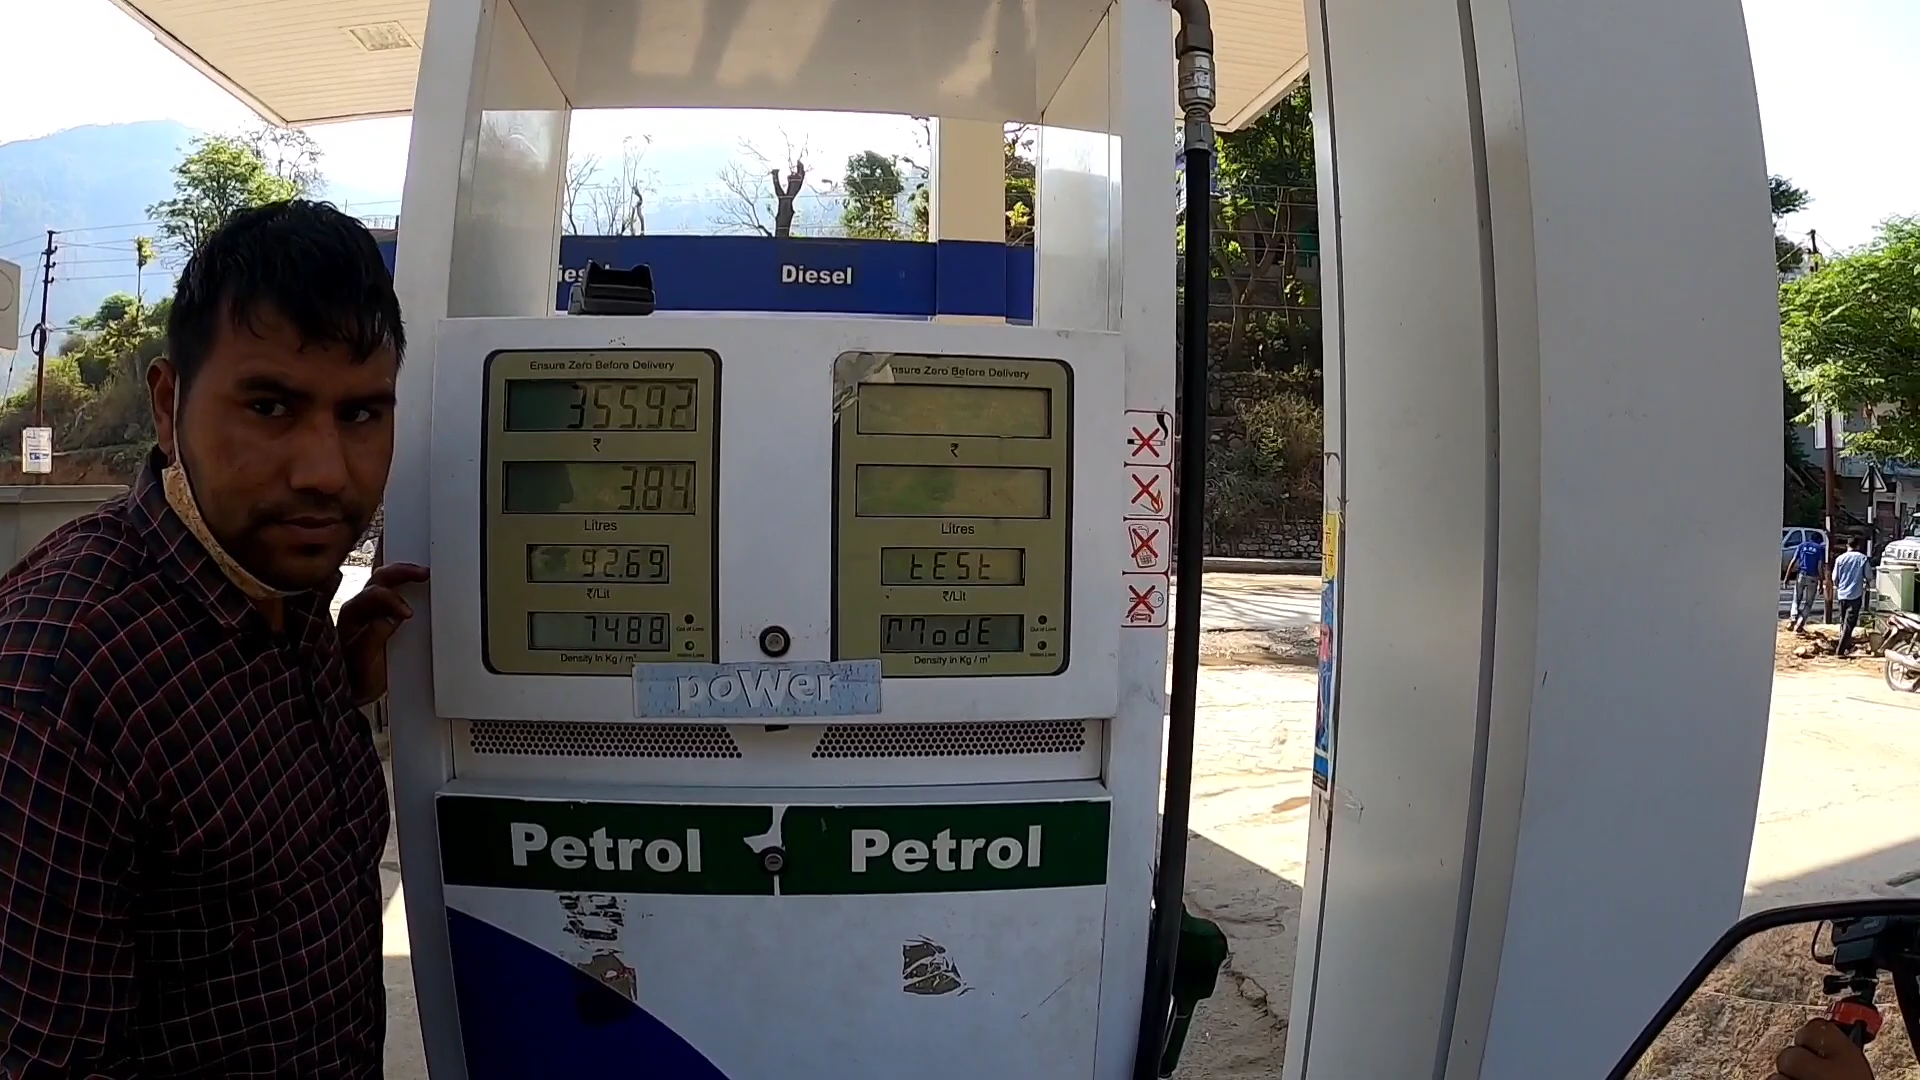 Diesel
Ensure Zero Before Delivery
355.92
₹
3.84
Litres
92.69
₹/Lit
7488
Density in Kg / m³
nsure Zero Before Delivery
₹
Litres
tESt
₹/Lit
ModE
Density in Kg / m³
poWer
Petrol
Petrol